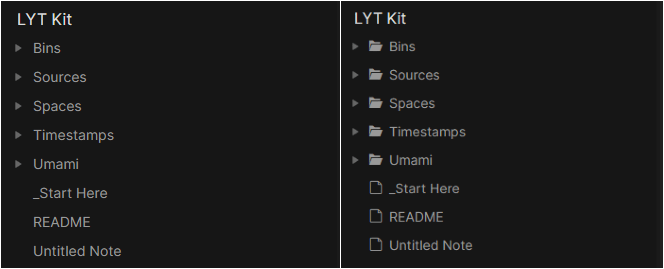 LYT Kit
Bins
Sources
Spaces
Timestamps
Umami
_Start Here
README
Untitled Note
LYT Kit
Bins
Sources
Spaces
Timestamps
Umami
_Start Here
README
Untitled Note